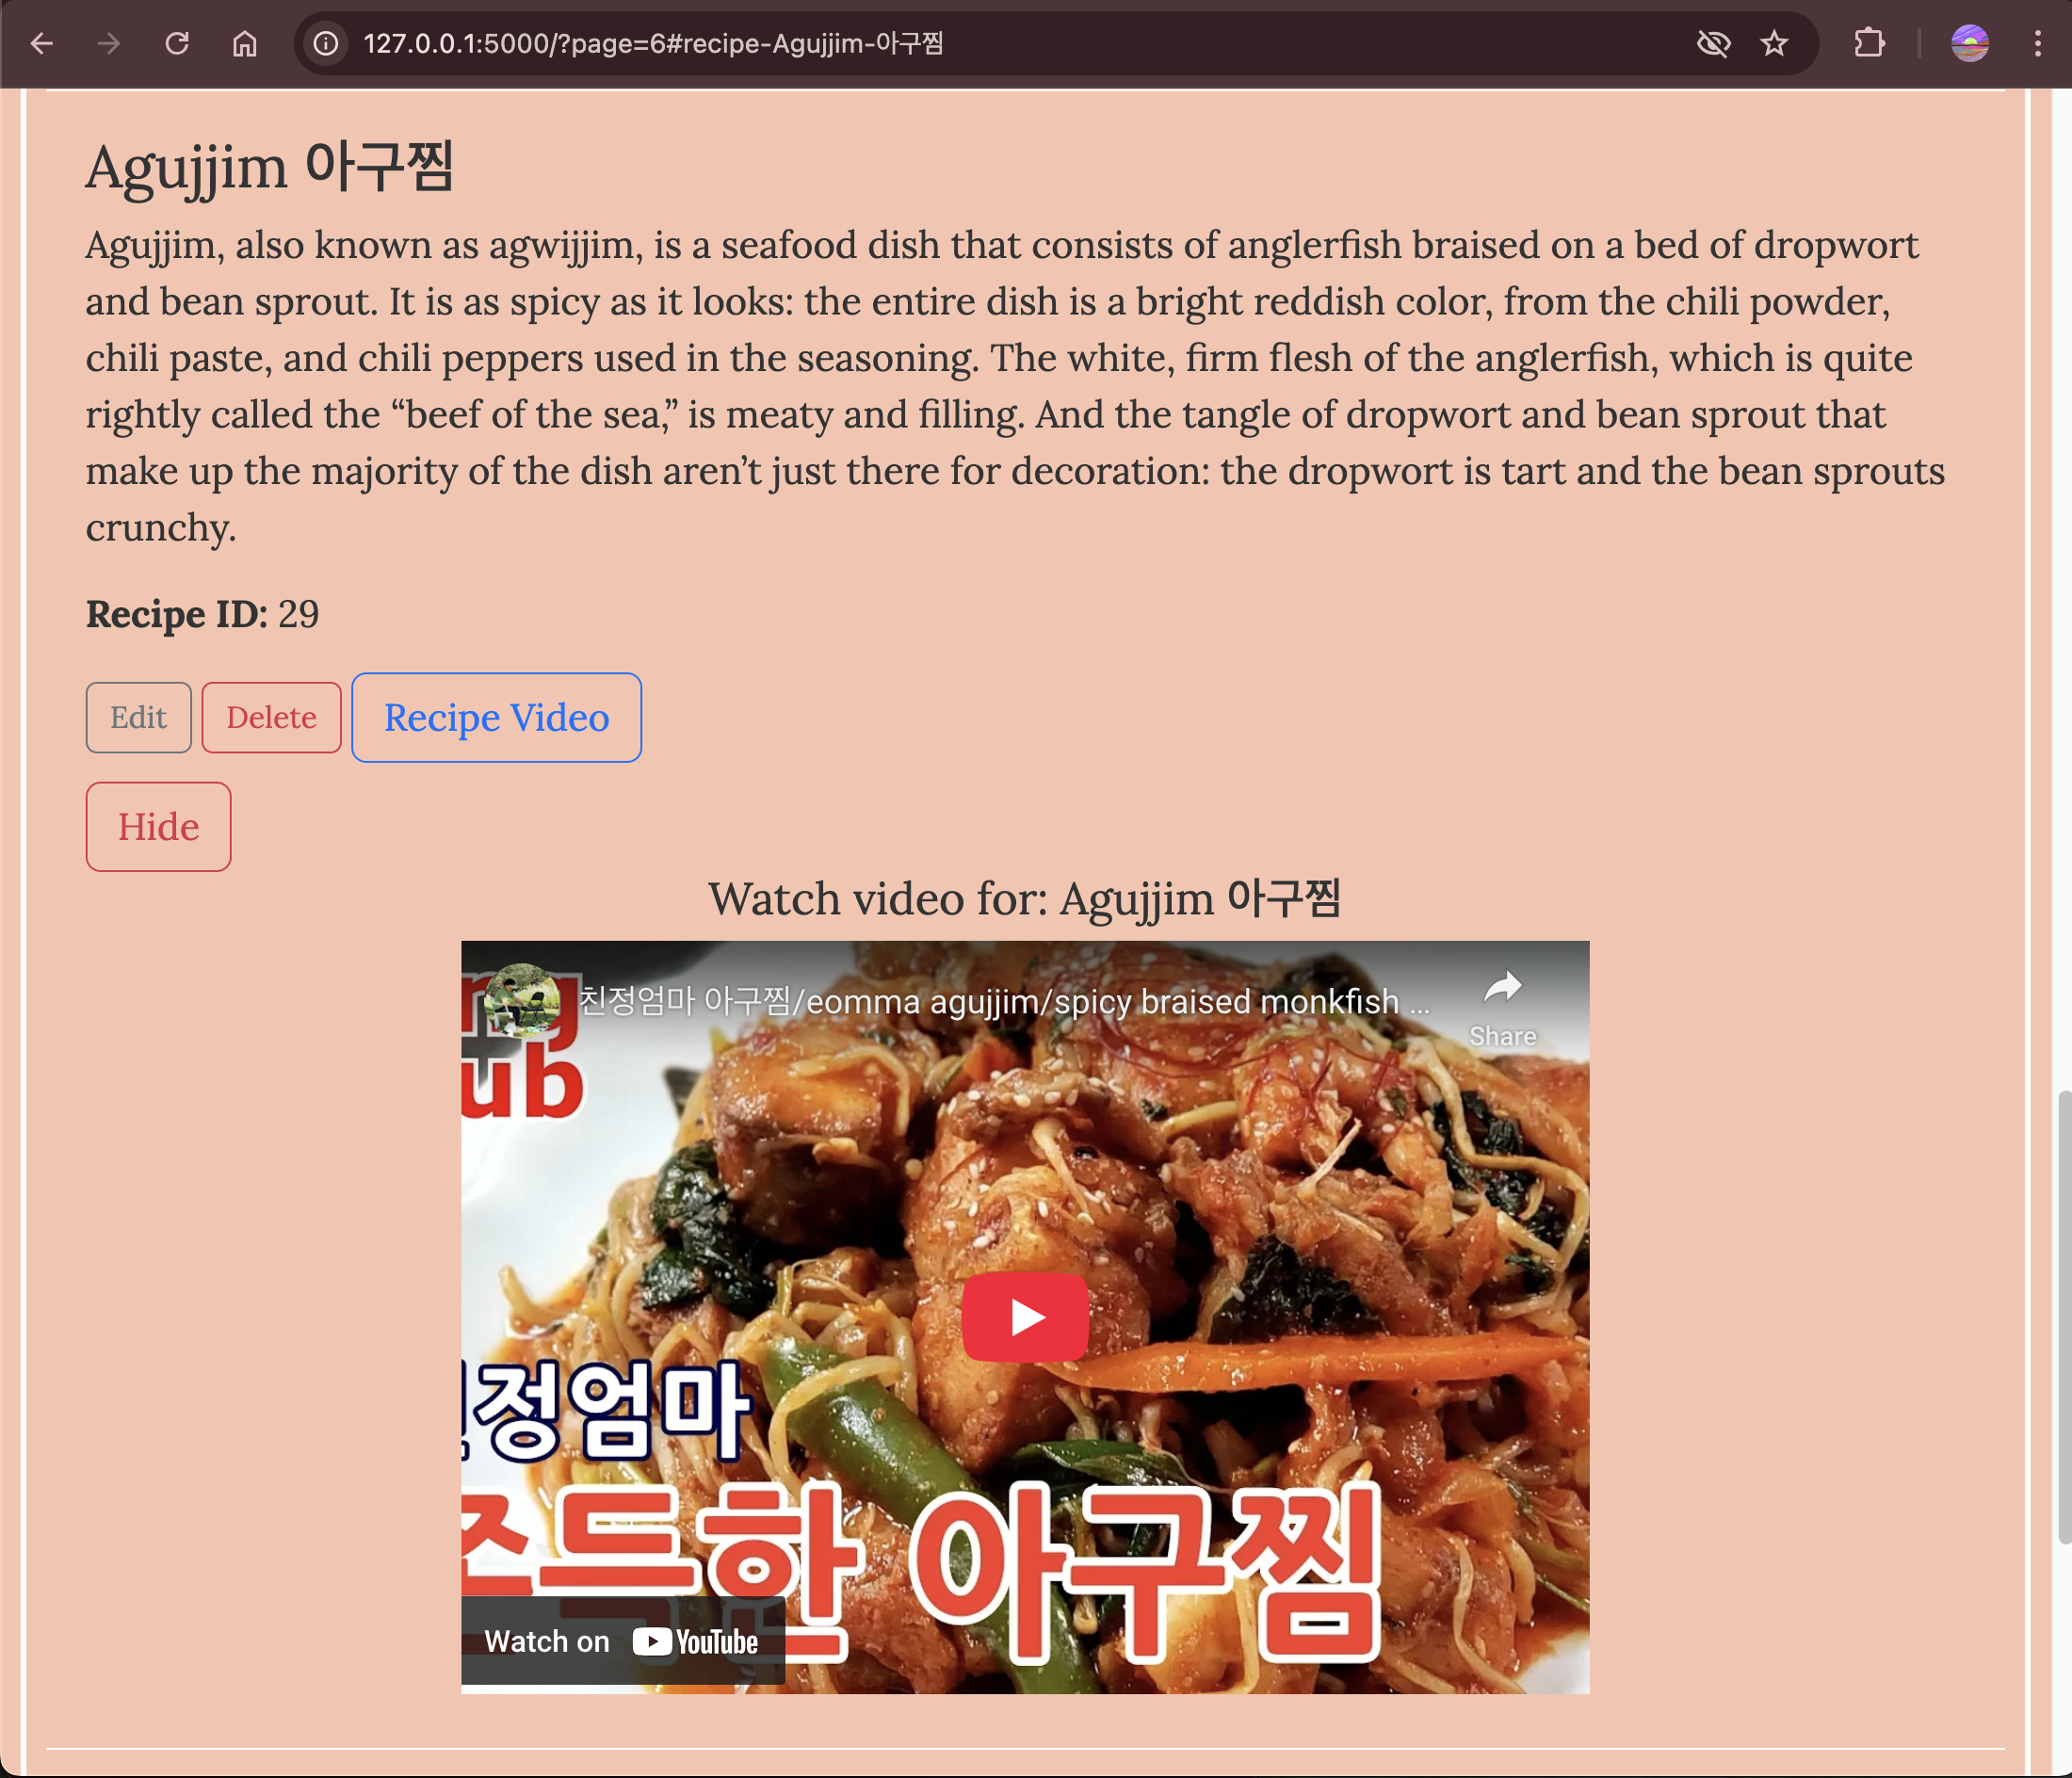 127.0.0.1:5000/?page=6#recipe-Agujjim-아구찜
Agujjim 아구찜
Agujjim, also known as agwijjim, is a seafood dish that consists of anglerfish braised on a bed of dropwort
and bean sprout. It is as spicy as it looks: the entire dish is a bright reddish color, from the chili powder,
chili paste, and chili peppers used in the seasoning. The white, firm flesh of the anglerfish, which is quite
rightly called the “beef of the sea,” is meaty and filling. And the tangle of dropwort and bean sprout that
make up the majority of the dish aren’t just there for decoration: the dropwort is tart and the bean sprouts
crunchy.
Recipe ID: 29
Edit Delete Recipe Video
Hide
Watch video for: Agujjim 아구찜
친정엄마 아구찜/eomma agujjim/spicy braised monkfish ...
Share
ub
정엄마
드한 아구찜
Watch on YouTube